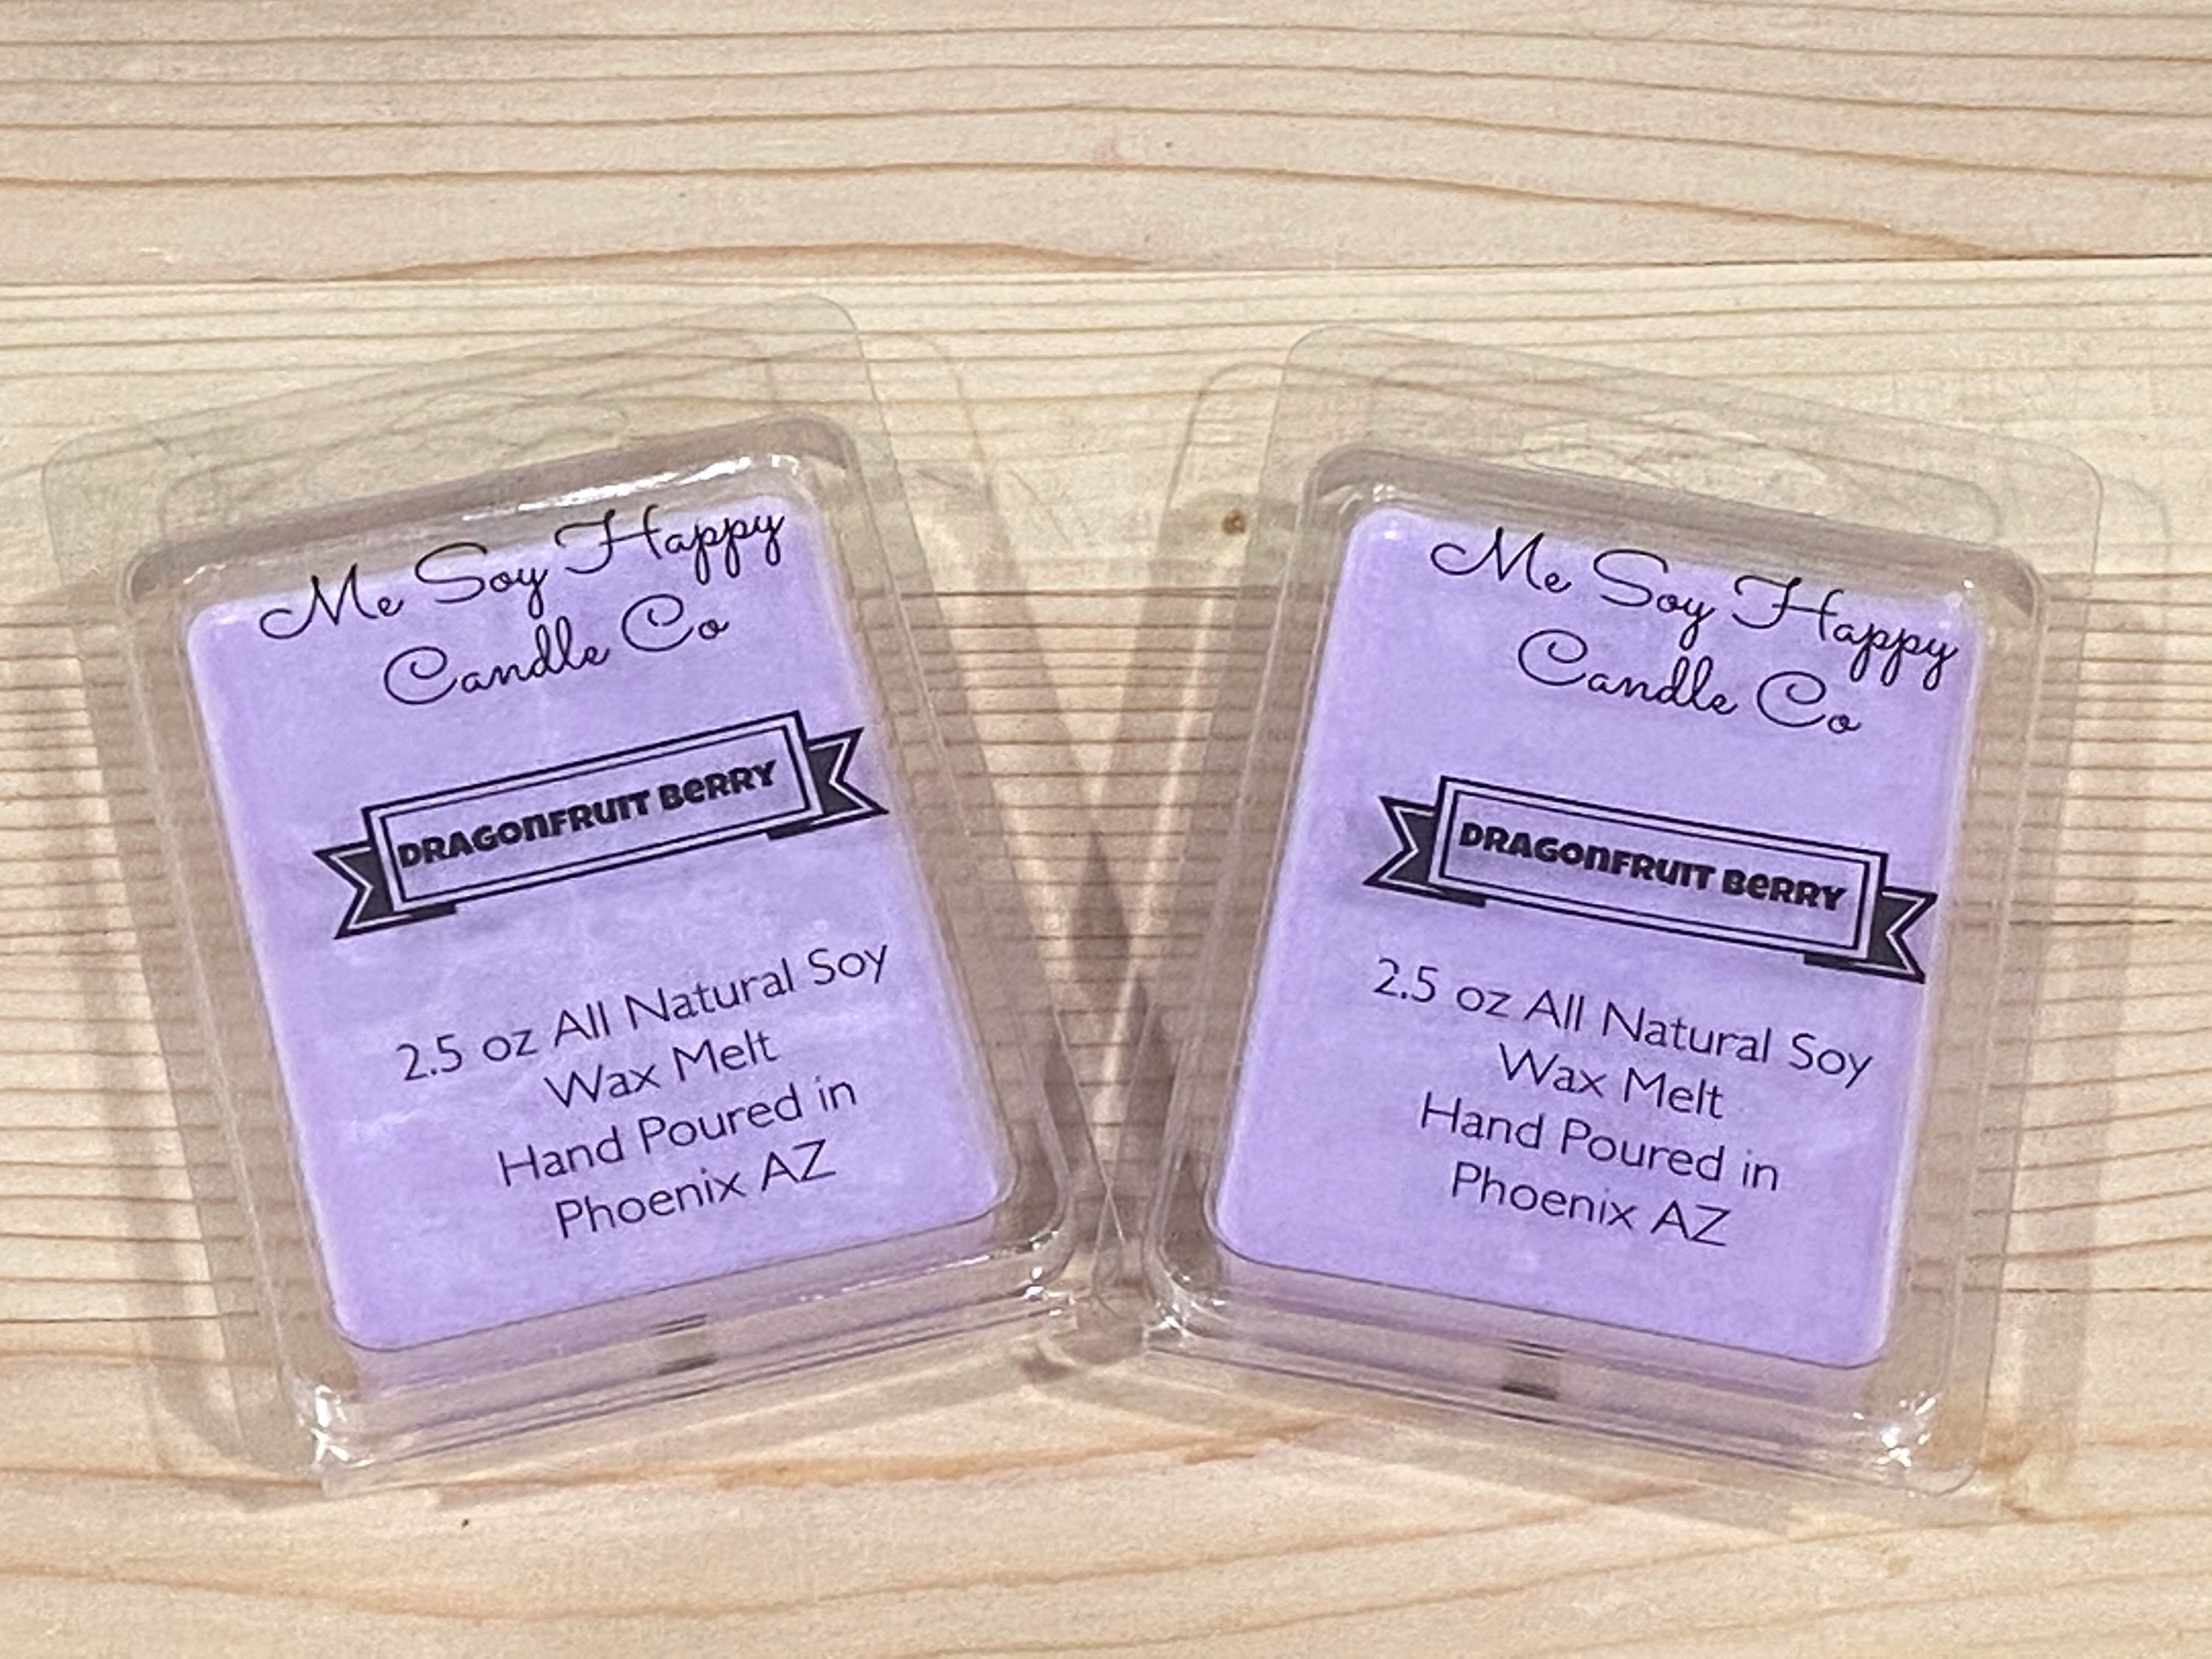 Me Soy Happy
Candle Co
DRAGONFRUIT BERRY
2.5 oz All Natural Soy
Wax Melt
Hand Poured in
Phoenix AZ
Me Soy Happy
Candle Co
DRAGONFRUIT BERRY
2.5 oz All Natural Soy
Wax Melt
Hand Poured in
Phoenix AZ